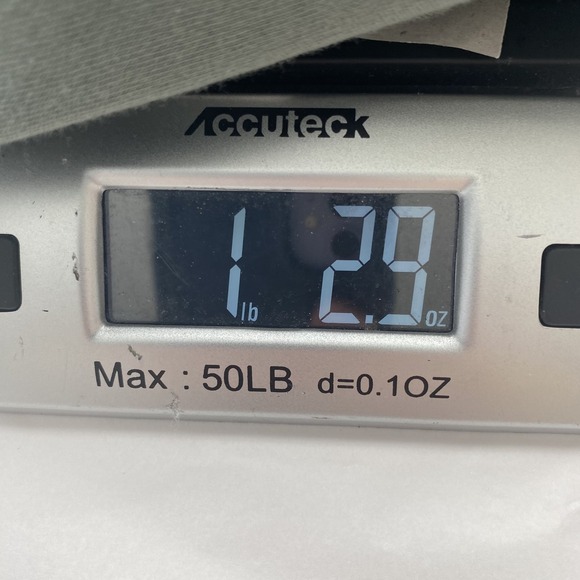 Accuteck
1 lb 2.9 oz
Max : 50LB d=0.1OZ